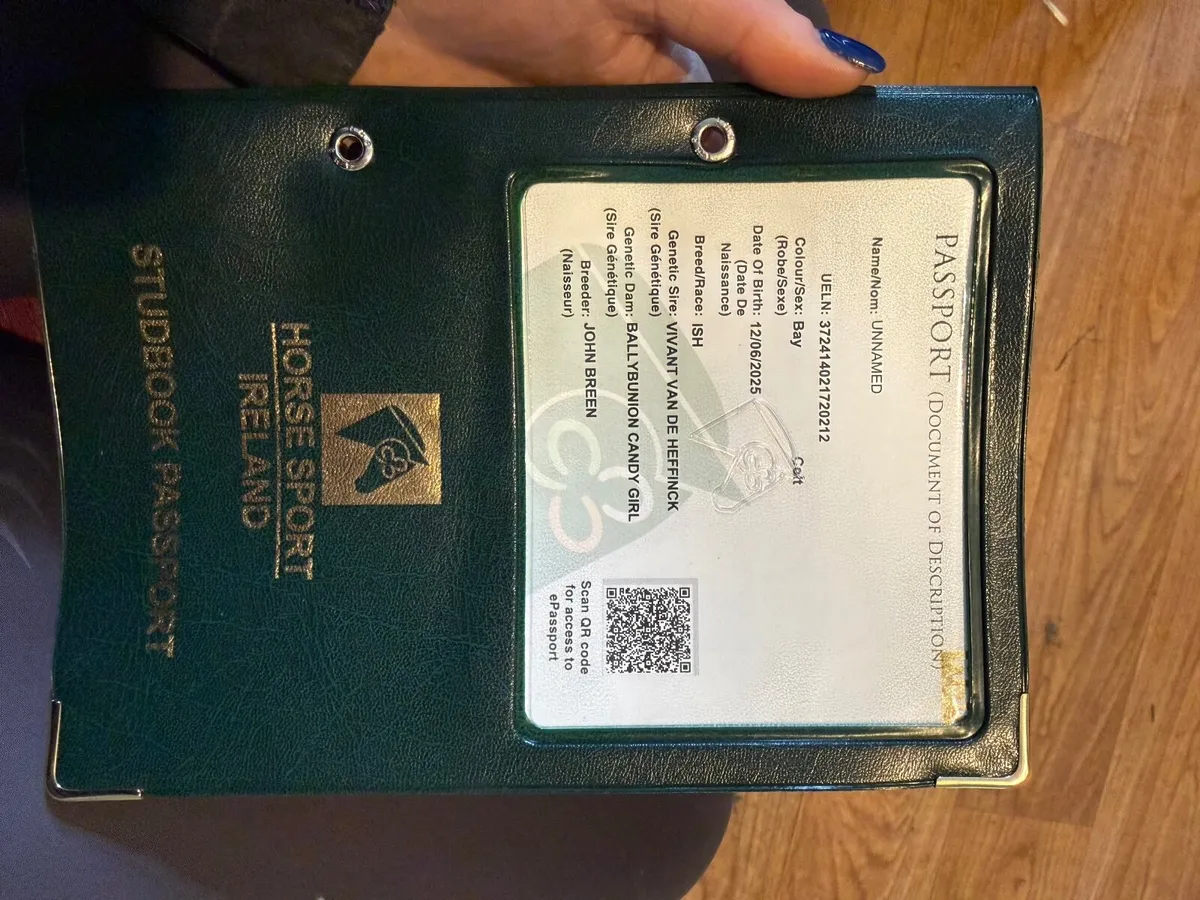 PASSPORT (DOCUMENT OF DESCRIPTION)
Name/Nom: UNNAMED
UELN: 372414021720212
Colour/Sex: Bay Colt
(Robe/Sexe)
Date Of Birth: 12/06/2025
(Date De
Naissance)
Breed/Race: ISH
Genetic Sire: VIVANT VAN DE HEFFINCK
(Sire Génétique)
Genetic Dam: BALLYBUNION CANDY GIRL
(Sire Génétique)
Breeder: JOHN BREEN
(Naisseur)
Scan QR code
for access to
ePassport
HORSE SPORT
IRELAND
STUDBOOK PASSPORT